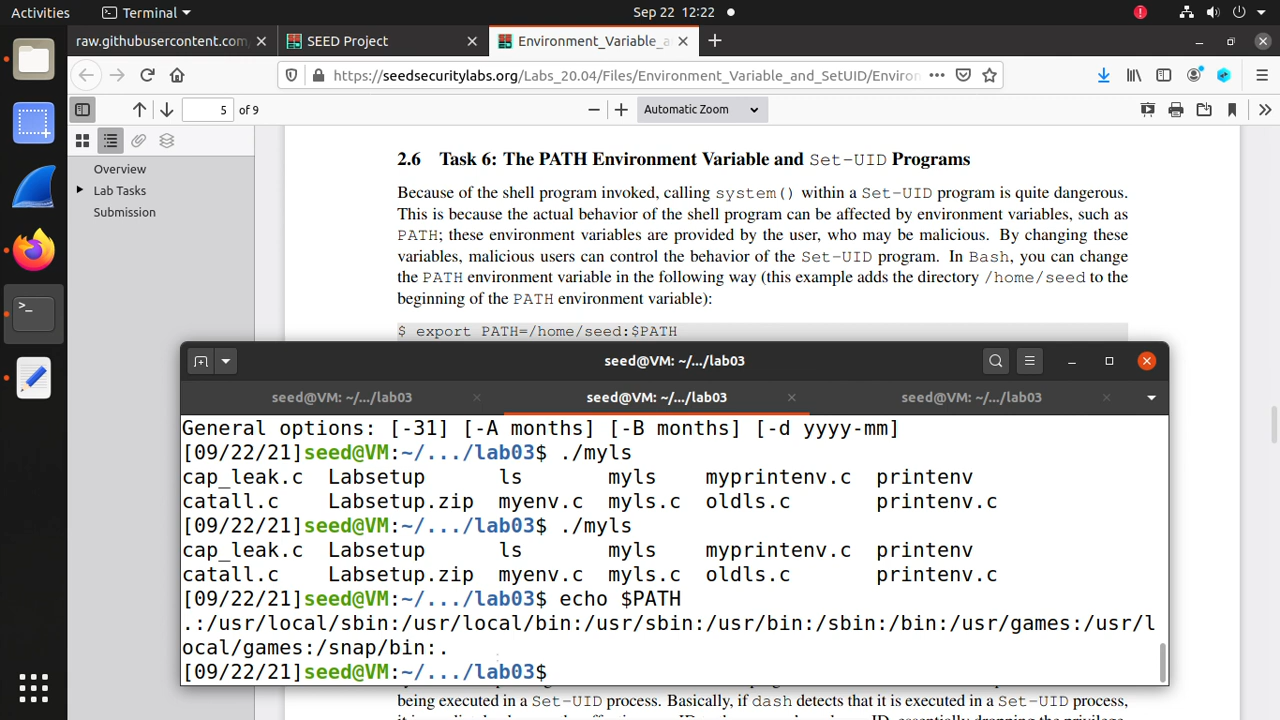 Activities
Terminal
Sep 22 12:22
raw.githubusercontent.com
SEED Project
Environment_Variable_a
https://seedsecuritylabs.org/Labs_20.04/Files/Environment_Variable_and_SetUID/Environ
5
of 9
Automatic Zoom
Overview
Lab Tasks
Submission
2.6 Task 6: The PATH Environment Variable and Set-UID Programs
Because of the shell program invoked, calling system() within a Set-UID program is quite dangerous.
This is because the actual behavior of the shell program can be affected by environment variables, such as
PATH; these environment variables are provided by the user, who may be malicious. By changing these
variables, malicious users can control the behavior of the Set-UID program. In Bash, you can change
the PATH environment variable in the following way (this example adds the directory /home/seed to the
beginning of the PATH environment variable):
$ export PATH=/home/seed:$PATH
seed@VM: ~/.../lab03
seed@VM: ~/.../lab03
seed@VM: ~/.../lab03
seed@VM: ~/.../lab03
General options: [-31] [-A months] [-B months] [-d yyyy-mm]
[09/22/21]seed@VM:~/.../lab03$ ./myls
cap_leak.c Labsetup ls myls myprintenv.c printenv
catall.c Labsetup.zip myenv.c myls.c oldls.c printenv.c
[09/22/21]seed@VM:~/.../lab03$ ./myls
cap_leak.c Labsetup ls myls myprintenv.c printenv
catall.c Labsetup.zip myenv.c myls.c oldls.c printenv.c
[09/22/21]seed@VM:~/.../lab03$ echo $PATH
.:/usr/local/sbin:/usr/local/bin:/usr/sbin:/usr/bin:/sbin:/bin:/usr/games:/usr/l
ocal/games:/snap/bin:.
[09/22/21]seed@VM:~/.../lab03$
being executed in a Set-UID process. Basically, if dash detects that it is executed in a Set-UID process,